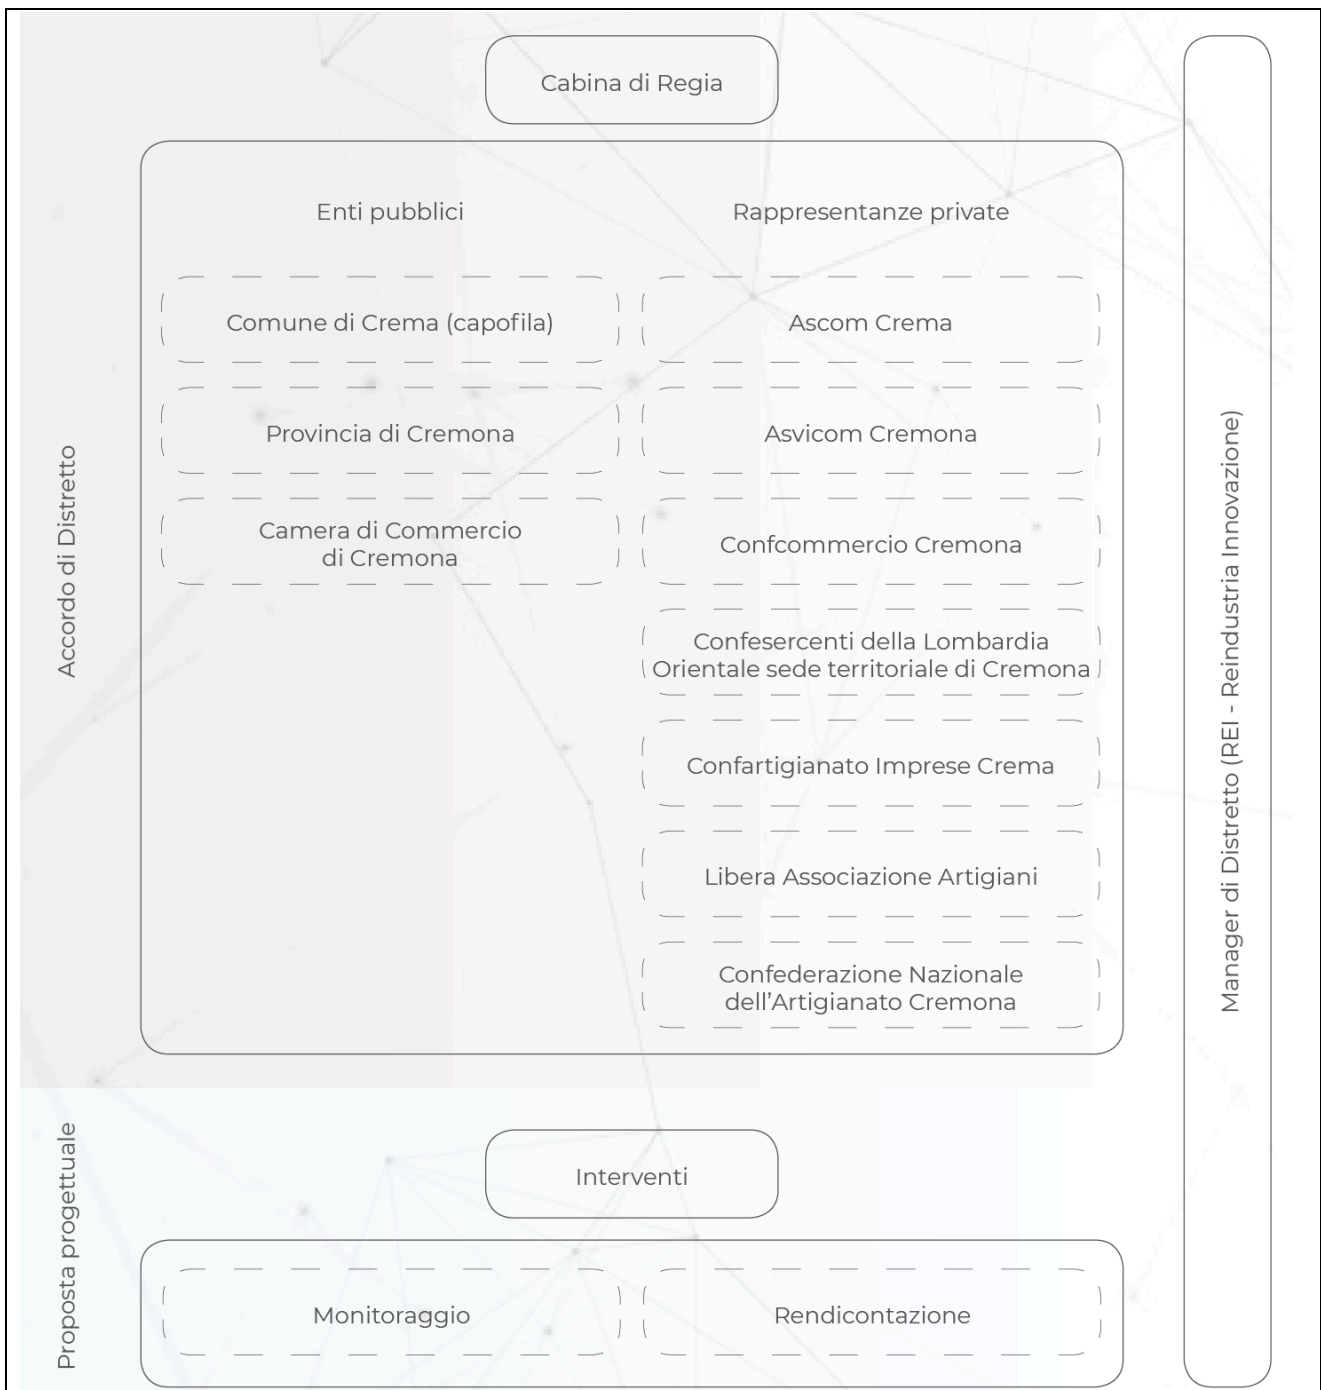 Cabina di Regia
Accordo di Distretto
Enti pubblici
Comune di Crema (capofila)
Provincia di Cremona
Camera di Commercio
di Cremona
Rappresentanze private
Ascom Crema
Asvicom Cremona
Confcommercio Cremona
Confesercenti della Lombardia
Orientale sede territoriale di Cremona
Confartigianato Imprese Crema
Libera Associazione Artigiani
Confederazione Nazionale
dell'Artigianato Cremona
Proposta progettuale
Interventi
Monitoraggio
Rendicontazione
Manager di Distretto (REI - Reindustria Innovazione)